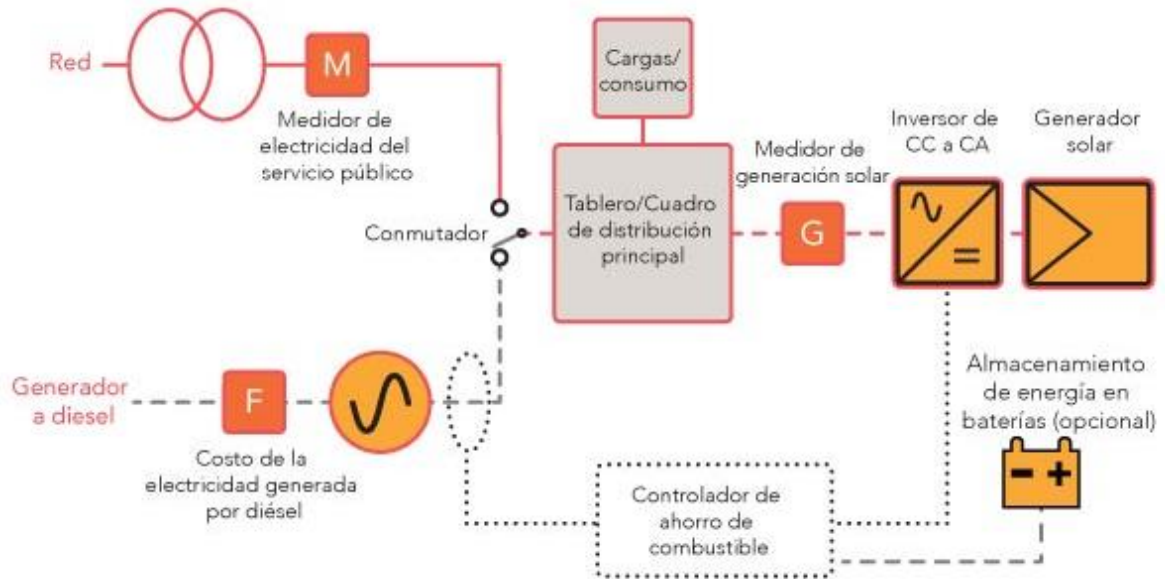 Red
M
Medidor de
electricidad del
servicio público
Cargas/
consumo
Conmutador
Tablero/Cuadro
de distribución
principal
Medidor de
generación solar
G
Inversor de
CC a CA
Generador
solar
Generador
a diesel
F
Costo de la
electricidad generada
por diésel
Controlador de
ahorro de
combustible
Almacenamiento
de energía en
baterías (opcional)